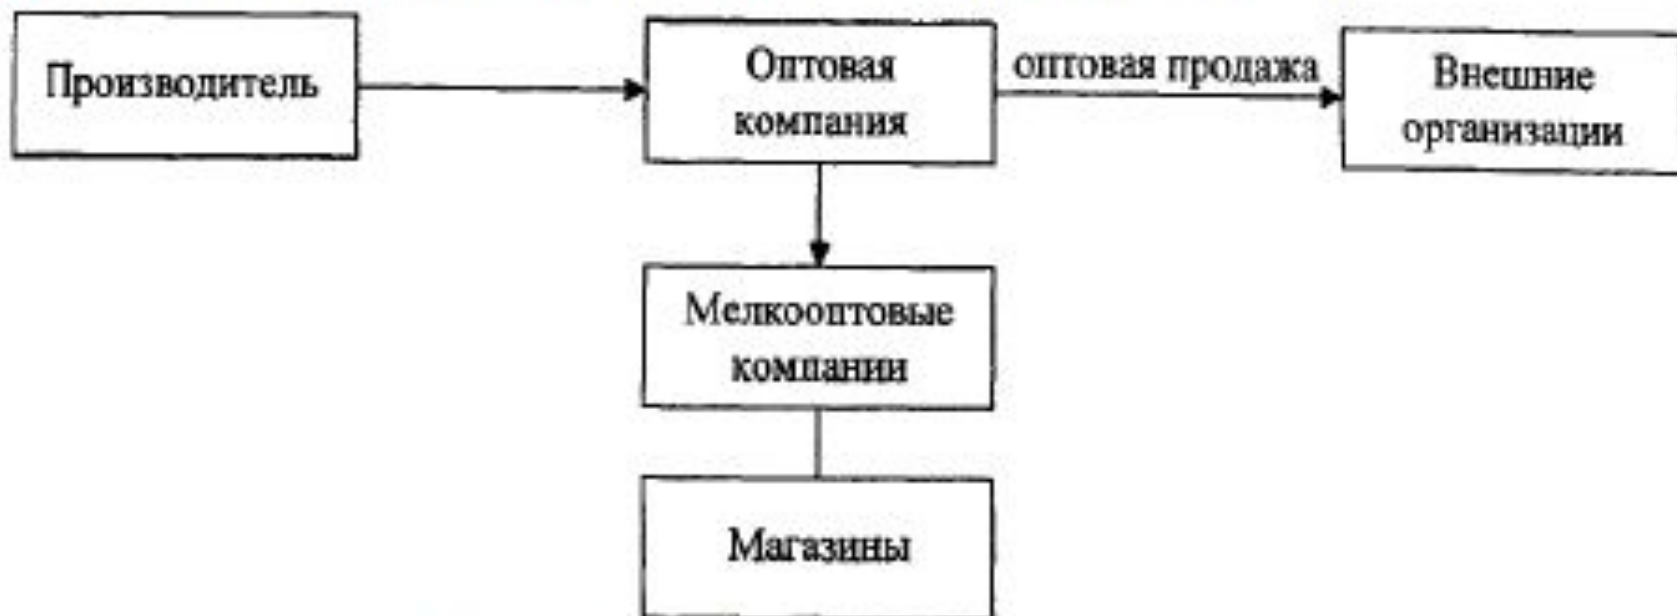 Производитель
Оптовая
компания
оптовая продажа
Внешние
организации
Мелкооптовые
компании
Магазины